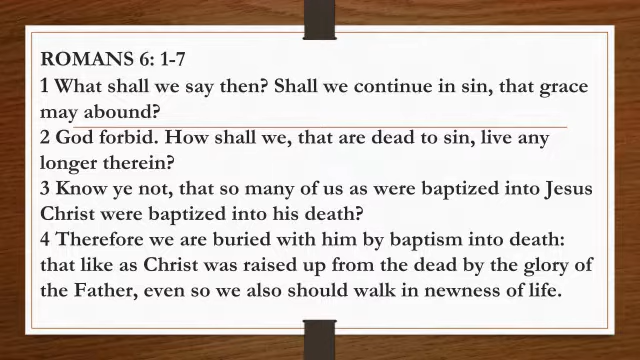 ROMANS 6: 1-7
1 What shall we say then? Shall we continue in sin, that grace
may abound?
2 God forbid. How shall we, that are dead to sin, live any
longer therein?
3 Know ye not, that so many of us as were baptized into Jesus
Christ were baptized into his death?
4 Therefore we are buried with him by baptism into death:
that like as Christ was raised up from the dead by the glory of
the Father, even so we also should walk in newness of life.